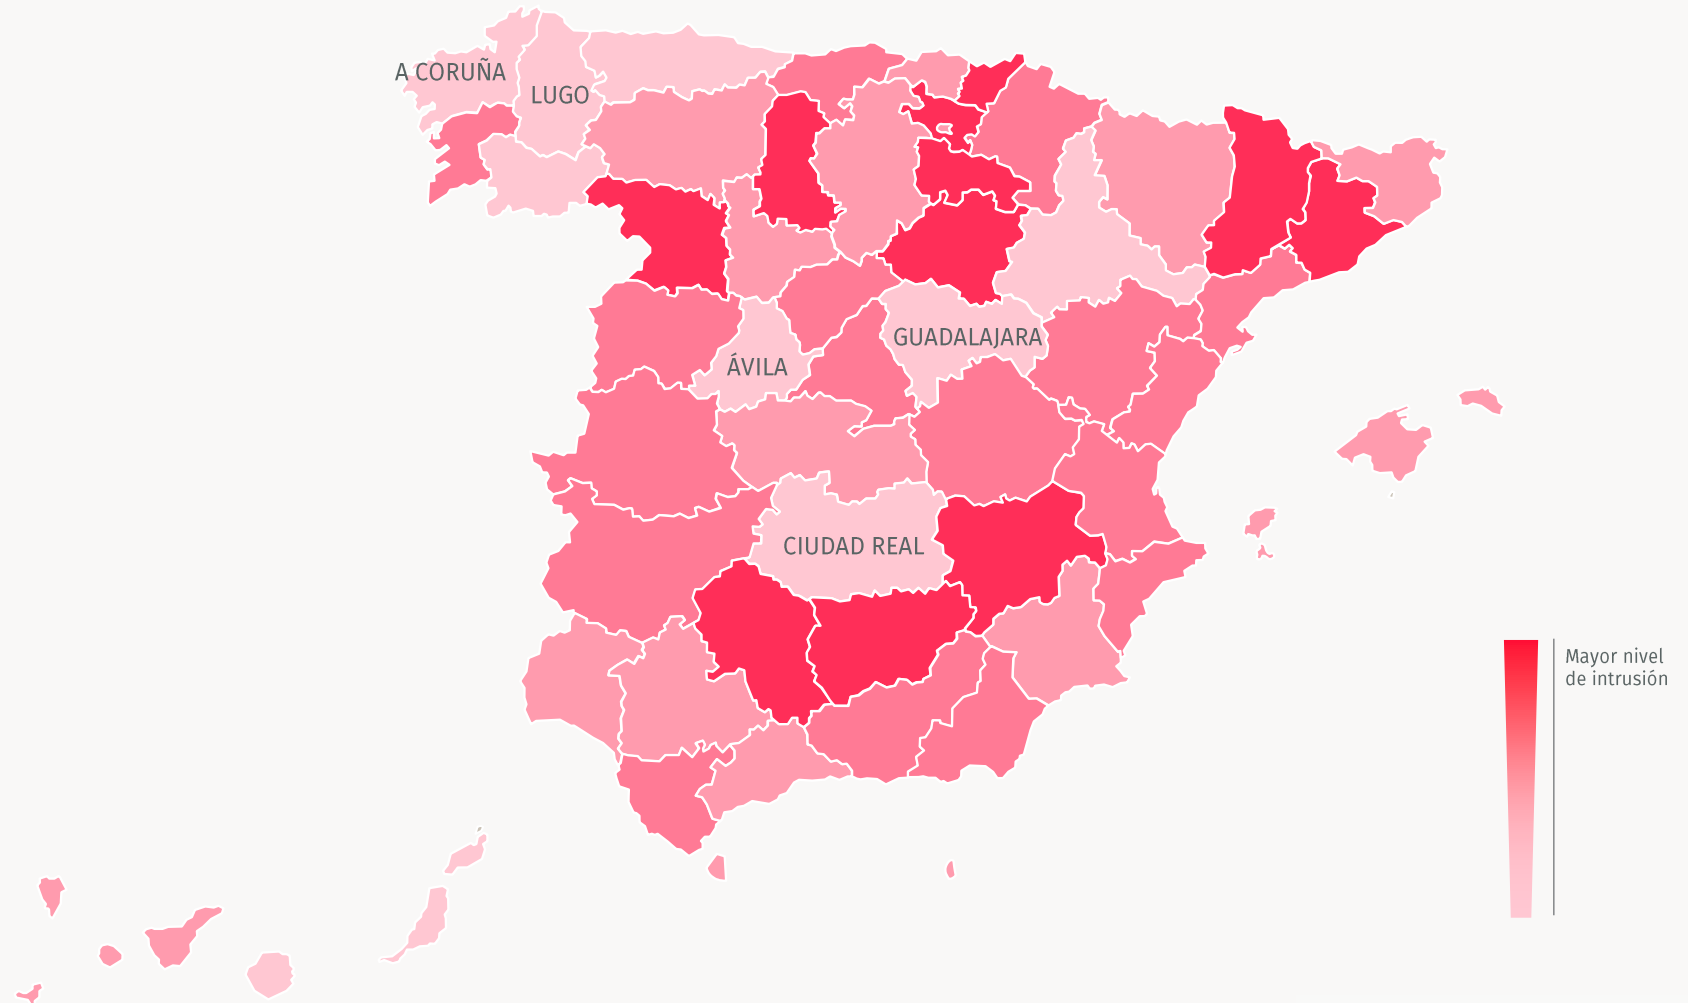 A CORUÑA
LUGO
GUADALAJARA
ÁVILA
CIUDAD REAL
Mayor nivel
de intrusión